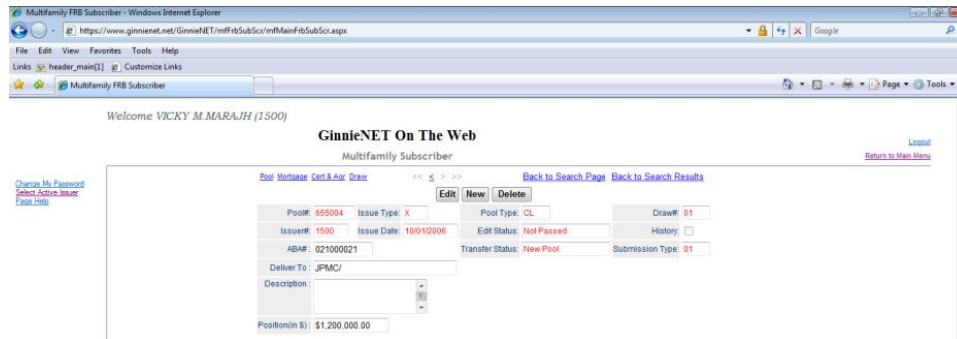 Multifamily FRB Subscriber - Windows Internet Explorer
https://www.ginnienet.net/GinnieNET/mfFrbSubScr/mfMainFrbSubScr.aspx
Google
File Edit View Favorites Tools Help
Links header_main[1] Customize Links
Multifamily FRB Subscriber Page Tools
Welcome VICKY M.MARAJH (1500)
GinnieNET On The Web
Logout
Multifamily Subscriber
Return to Main Menu
Change My Password
Select Active Issuer
Page Help
Pool Mortgage Cert & Agr Draw << < > >> Back to Search Page Back to Search Results
Edit New Delete
Pool#: 655004 Issue Type: X Pool Type: CL Draw#: 01
Issuer#: 1500 Issue Date: 10/01/2006 Edit Status: Not Passed History:
ABA#: 021000021 Transfer Status: New Pool Submission Type: 01
Deliver To: JPMC/
Description:
Position(in $): $1,200,000.00